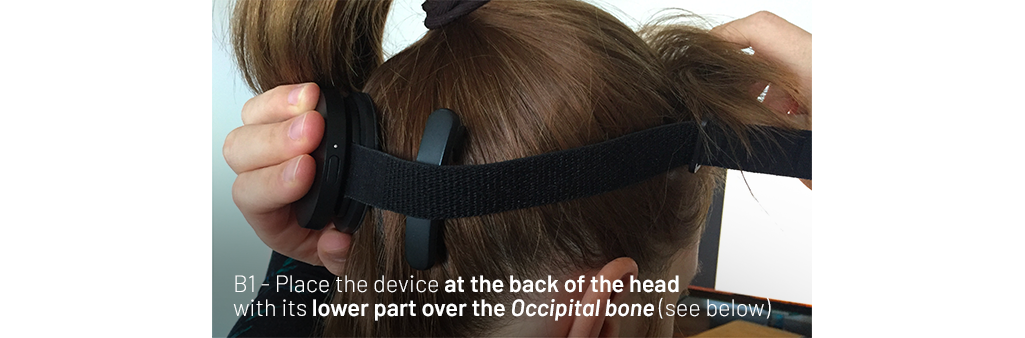 B1 - Place the device at the back of the head
with its lower part over the Occipital bone (see below)